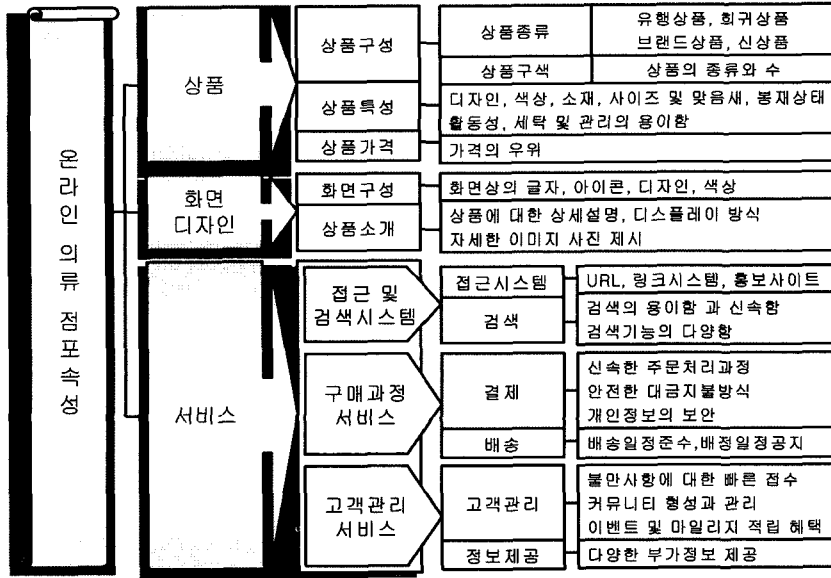 온라인 의류 점포속성
상품
상품구성
상품종류
유행상품, 희귀상품
브랜드상품, 신상품
상품구색
상품의 종류와 수
상품특성
디자인, 색상, 소재, 사이즈 및 맞음새, 봉재상태
활동성, 세탁 및 관리의 용이함
상품가격
가격의 우위
화면
디자인
화면구성
화면상의 글자, 아이콘, 디자인, 색상
상품소개
상품에 대한 상세설명, 디스플레이 방식
자세한 이미지 사진 제시
서비스
접근 및
검색시스템
접근시스템
URL, 링크시스템, 홍보사이트
검색
검색의 용이함 과 신속함
검색기능의 다양함
구매과정
서비스
결제
신속한 주문처리과정
안전한 대금지불방식
개인정보의 보안
배송
배송일정준수,배정일정공지
고객관리
서비스
고객관리
불만사항에 대한 빠른 접수
커뮤니티 형성과 관리
이벤트 및 마일리지 적립 혜택
정보제공
다양한 부가정보 제공